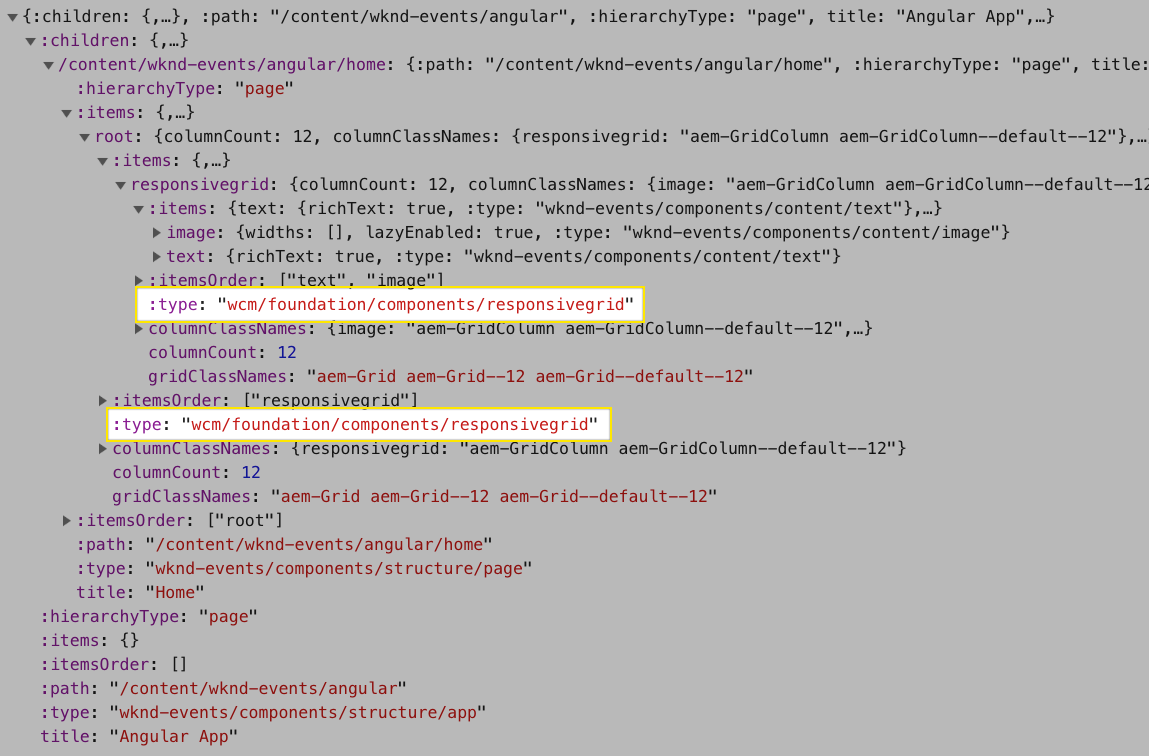 {:children: {,…}, :path: "/content/wknd-events/angular", :hierarchyType: "page", title: "Angular App",…}
:children: {,…}
/content/wknd-events/angular/home: {:path: "/content/wknd-events/angular/home", :hierarchyType: "page", title:
:hierarchyType: "page"
:items: {,…}
root: {columnCount: 12, columnClassNames: {responsivegrid: "aem-GridColumn aem-GridColumn--default--12"},…
:items: {,…}
responsivegrid: {columnCount: 12, columnClassNames: {image: "aem-GridColumn aem-GridColumn--default--12
:items: {text: {richText: true, :type: "wknd-events/components/content/text"},…}
image: {widths: [], lazyEnabled: true, :type: "wknd-events/components/content/image"}
text: {richText: true, :type: "wknd-events/components/content/text"}
:itemsOrder: ["text", "image"]
:type: "wcm/foundation/components/responsivegrid"
columnClassNames: {image: "aem-GridColumn aem-GridColumn--default--12",…}
columnCount: 12
gridClassNames: "aem-Grid aem-Grid--12 aem-Grid--default--12"
:itemsOrder: ["responsivegrid"]
:type: "wcm/foundation/components/responsivegrid"
columnClassNames: {responsivegrid: "aem-GridColumn aem-GridColumn--default--12"}
columnCount: 12
gridClassNames: "aem-Grid aem-Grid--12 aem-Grid--default--12"
:itemsOrder: ["root"]
:path: "/content/wknd-events/angular/home"
:type: "wknd-events/components/structure/page"
title: "Home"
:hierarchyType: "page"
:items: {}
:itemsOrder: []
:path: "/content/wknd-events/angular"
:type: "wknd-events/components/structure/app"
title: "Angular App"